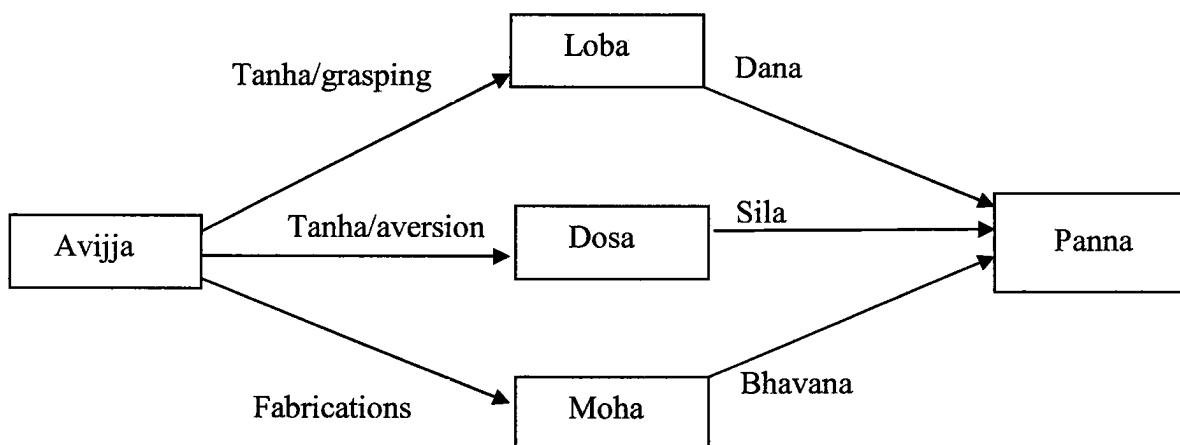 Loba
Tanha/grasping
Dana
Tanha/aversion
Sila
Avijja
Dosa
Panna
Fabrications
Moha
Bhavana